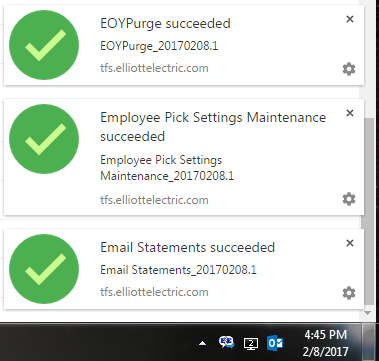 EOYPurge succeeded
EOYPurge_20170208.1
tfs.elliottelectric.com
Employee Pick Settings Maintenance
succeeded
Employee Pick Settings
Maintenance_20170208.1
tfs.elliottelectric.com
Email Statements succeeded
Email Statements_20170208.1
tfs.elliottelectric.com
4:45 PM
2/8/2017